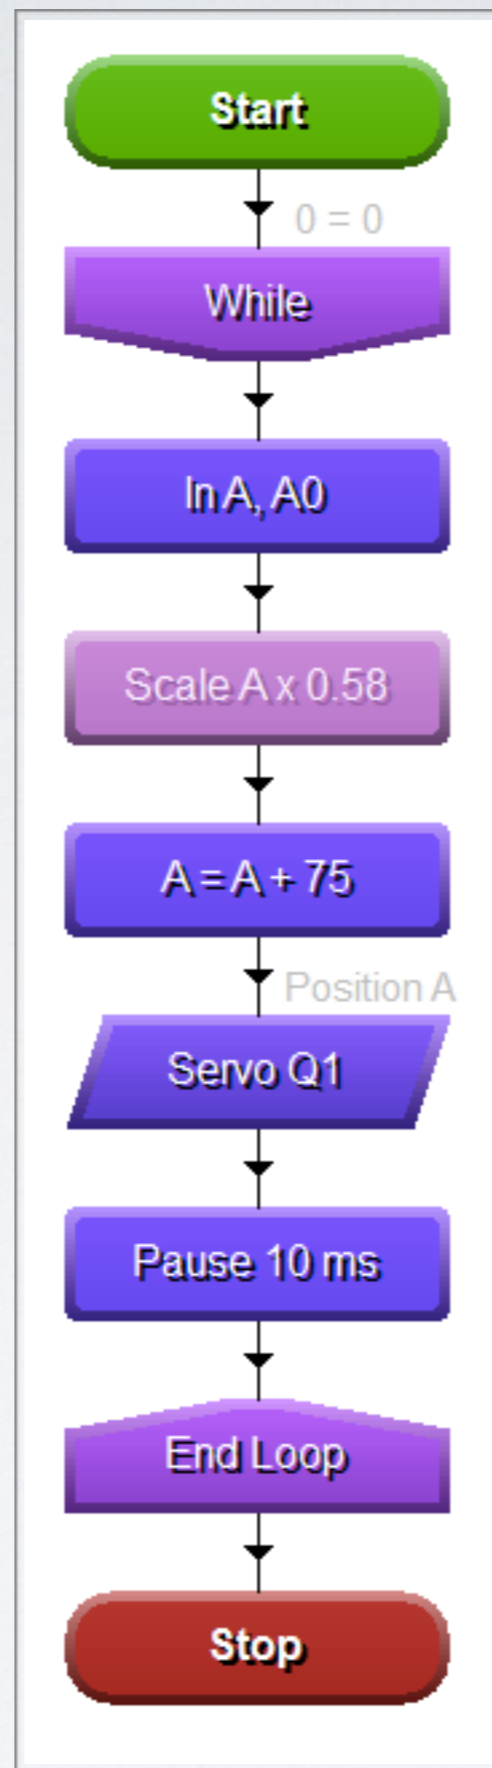 Start
0 = 0
While
In A, A0
Scale A x 0.58
A = A + 75
Position A
Servo Q1
Pause 10 ms
End Loop
Stop